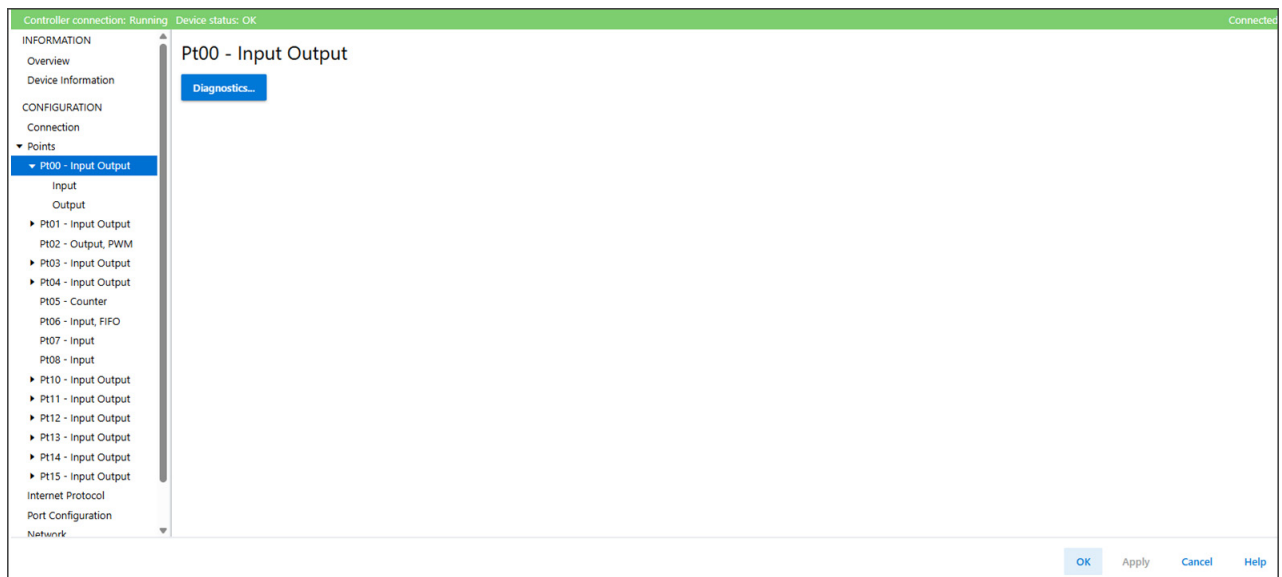 Controller connection: Running Device status: OK Connected
INFORMATION
Overview
Device Information
CONFIGURATION
Connection
Points
Pt00 - Input Output
Input
Output
Pt01 - Input Output
Pt02 - Output, PWM
Pt03 - Input Output
Pt04 - Input Output
Pt05 - Counter
Pt06 - Input, FIFO
Pt07 - Input
Pt08 - Input
Pt10 - Input Output
Pt11 - Input Output
Pt12 - Input Output
Pt13 - Input Output
Pt14 - Input Output
Pt15 - Input Output
Internet Protocol
Port Configuration
Network
Pt00 - Input Output
Diagnostics...
OK Apply Cancel Help